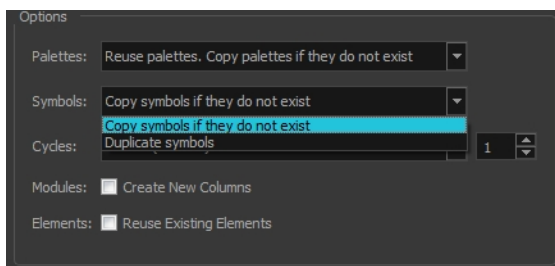 Options
Palettes: Reuse palettes. Copy palettes if they do not exist
Symbols: Copy symbols if they do not exist
Copy symbols if they do not exist
Duplicate symbols
Cycles: 1
Modules: Create New Columns
Elements: Reuse Existing Elements